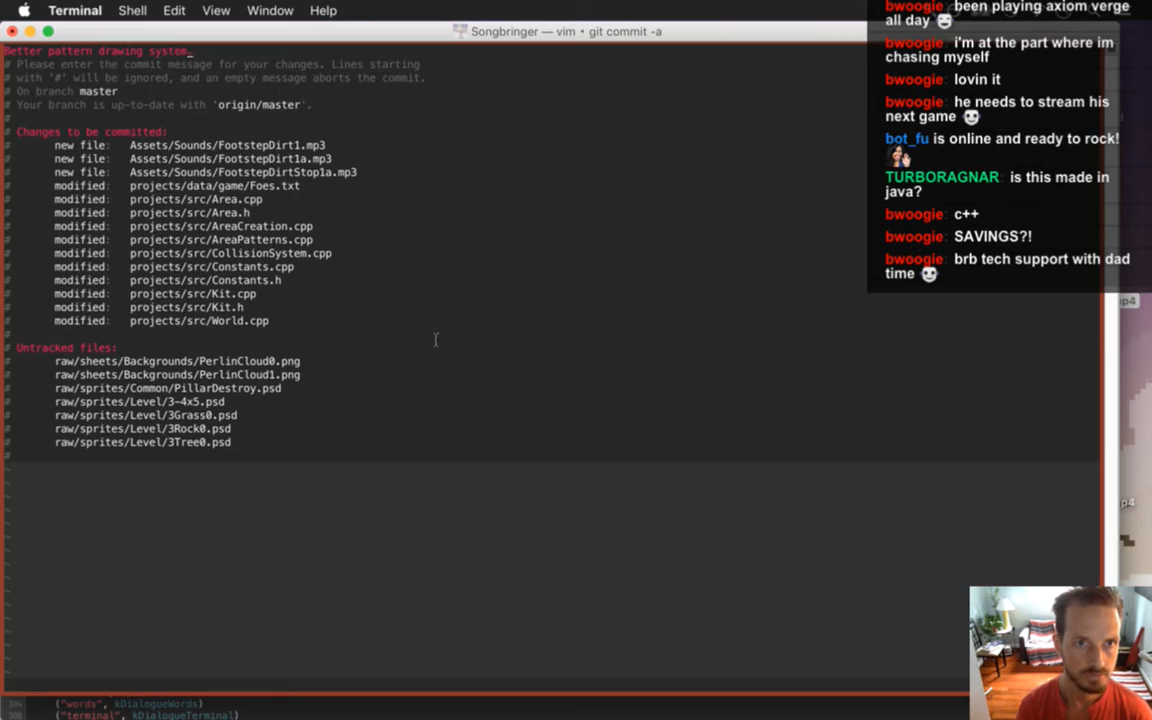 Terminal Shell Edit View Window Help
Songbringer — vim • git commit -a
Better pattern drawing system_
# Please enter the commit message for your changes. Lines starting
# with '#' will be ignored, and an empty message aborts the commit.
# On branch master
# Your branch is up-to-date with 'origin/master'.
#
# Changes to be committed:
# new file: Assets/Sounds/FootstepDirt1.mp3
# new file: Assets/Sounds/FootstepDirt1a.mp3
# new file: Assets/Sounds/FootstepDirtStop1a.mp3
# modified: projects/data/game/Foes.txt
# modified: projects/src/Area.cpp
# modified: projects/src/Area.h
# modified: projects/src/AreaCreation.cpp
# modified: projects/src/AreaPatterns.cpp
# modified: projects/src/CollisionSystem.cpp
# modified: projects/src/Constants.cpp
# modified: projects/src/Constants.h
# modified: projects/src/Kit.cpp
# modified: projects/src/Kit.h
# modified: projects/src/World.cpp
#
# Untracked files:
# raw/sheets/Backgrounds/PerlinCloud0.png
# raw/sheets/Backgrounds/PerlinCloud1.png
# raw/sprites/Common/PillarDestroy.psd
# raw/sprites/Level/3-4x5.psd
# raw/sprites/Level/3Grass0.psd
# raw/sprites/Level/3Rock0.psd
# raw/sprites/Level/3Tree0.psd
#
305 ("terminal", kDialogueTerminal)
("words", kDialogueWords)
bwoogie: been playing axiom verge
all day
bwoogie: i'm at the part where im
chasing myself
bwoogie: lovin it
bwoogie: he needs to stream his
next game
bot_fu is online and ready to rock!
TURBORAGNAR: is this made in
java?
bwoogie: c++
bwoogie: SAVINGS?!
bwoogie: brb tech support with dad
time
ip4
ip4